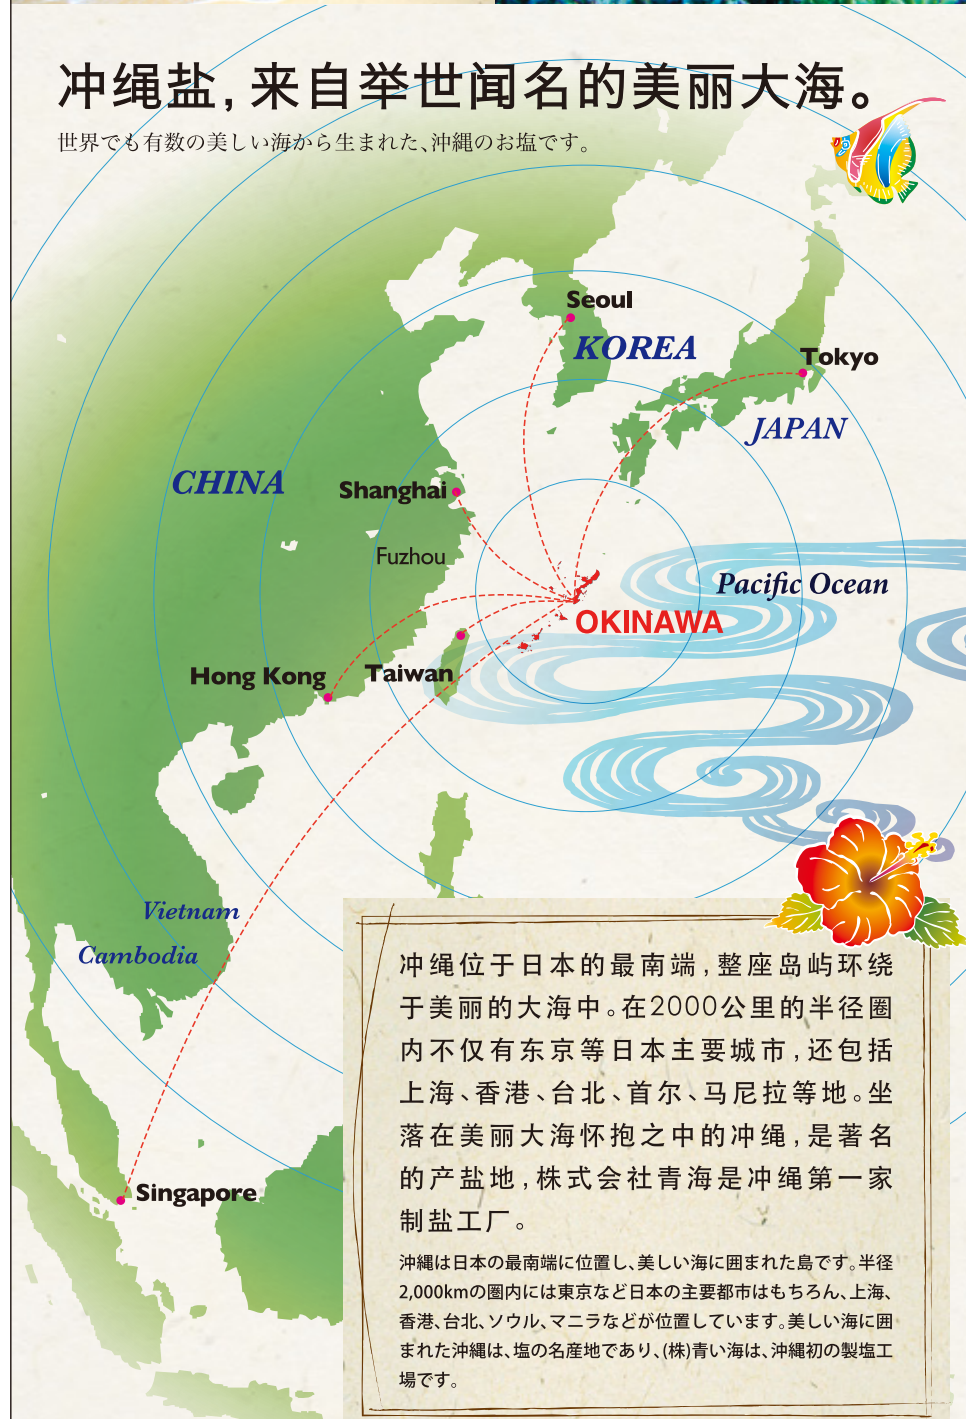 冲绳盐,来自举世闻名的美丽大海。
世界でも有数の美しい海から生まれた、沖縄のお塩です。
Seoul
KOREA
Tokyo
JAPAN
CHINA
Shanghai
Fuzhou
Pacific Ocean
OKINAWA
Hong Kong
Taiwan
Vietnam
Cambodia
Singapore
冲绳位于日本的最南端,整座岛屿环绕
于美丽的大海中。在2000公里的半径圈
内不仅有东京等日本主要城市,还包括
上海、香港、台北、首尔、马尼拉等地。坐
落在美丽大海怀抱之中的冲绳,是著名
的产盐地,株式会社青海是冲绳第一家
制盐工厂。
沖縄は日本の最南端に位置し、美しい海に囲まれた島です。半径
2,000kmの圏内には東京など日本の主要都市はもちろん、上海、
香港、台北、ソウル、マニラなどが位置しています。美しい海に囲
まれた沖縄は、塩の名産地であり、(株)青い海は、沖縄初の製塩工
場です。